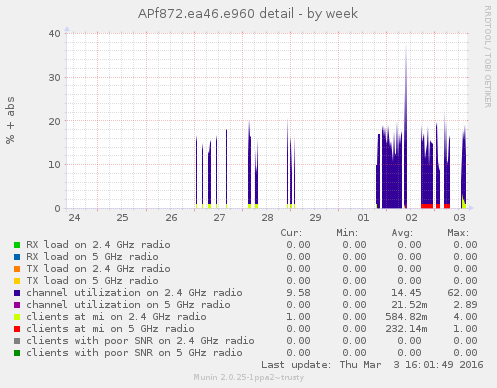 APf872.ea46.e960 detail - by week
RRDTOOL / TOBI OETIKER
% + abs
40
30
20
10
0
24 25 26 27 28 29 01 02 03
Cur: Min: Avg: Max:
RX load on 2.4 GHz radio 0.00 0.00 0.00 0.00
RX load on 5 GHz radio 0.00 0.00 0.00 0.00
TX load on 2.4 GHz radio 0.00 0.00 0.00 0.00
TX load on 5 GHz radio 0.00 0.00 0.00 0.00
channel utilization on 2.4 GHz radio 9.58 0.00 14.45 62.00
channel utilization on 5 GHz radio 0.00 0.00 21.52m 2.89
clients at mi on 2.4 GHz radio 1.00 0.00 584.82m 4.00
clients at mi on 5 GHz radio 0.00 0.00 232.14m 1.00
clients with poor SNR on 2.4 GHz radio 0.00 0.00 0.00 0.00
clients with poor SNR on 5 GHz radio 0.00 0.00 0.00 0.00
Last update: Thu Mar 3 16:01:49 2016
Munin 2.0.25-1ppa2~trusty